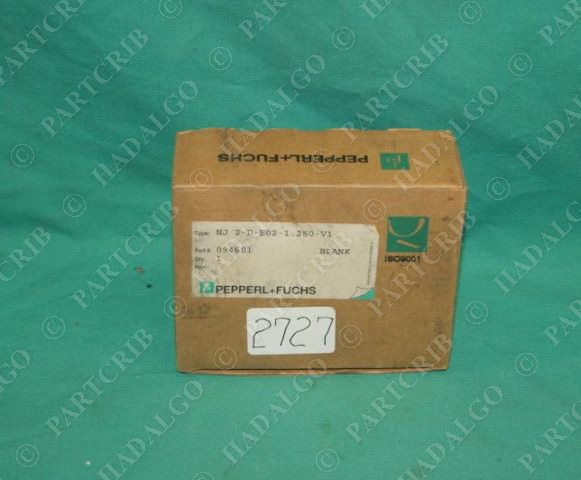 PEPPERL+FUCHS
Type: NJ 2-D-E02-1.250-V1
Part#: 094601 BLANK
Qty: 1
PEPPERL+FUCHS
ISO9001
2727
© PARTCRIB
© HADALGO